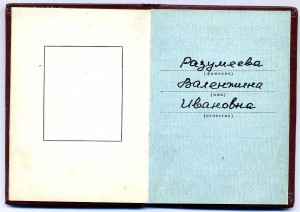 Разумеева
(фамилия)
Валентина
(имя)
Ивановна
(отчество)